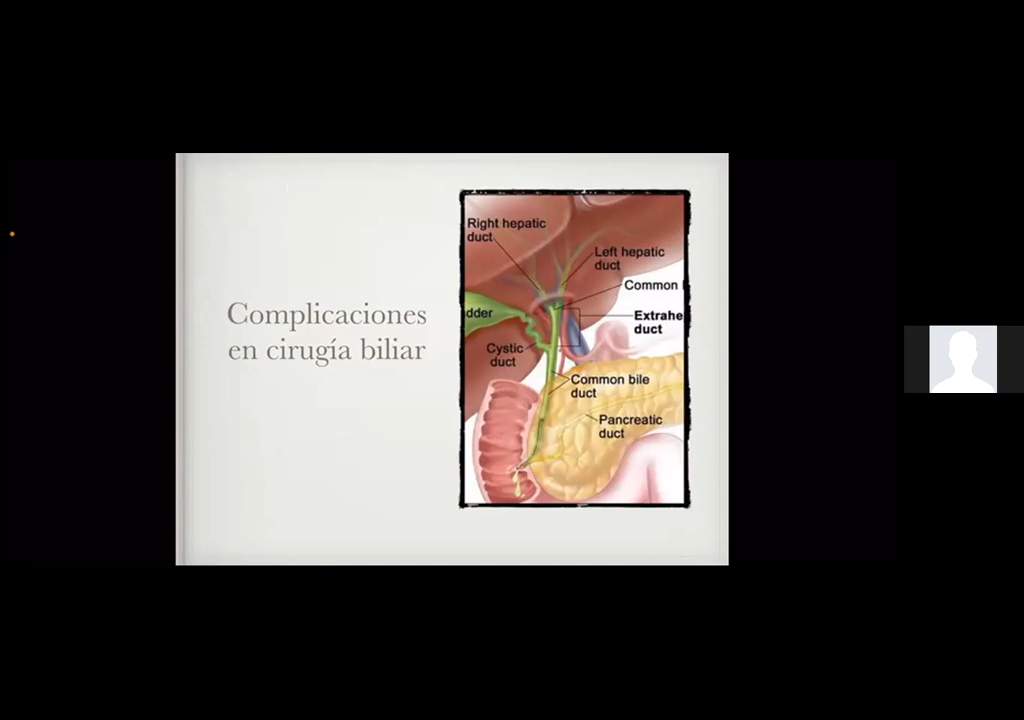 Complicaciones
en cirugía biliar
Right hepatic
duct
Left hepatic
duct
Common
dder
Extrahe
duct
Cystic
duct
Common bile
duct
Pancreatic
duct